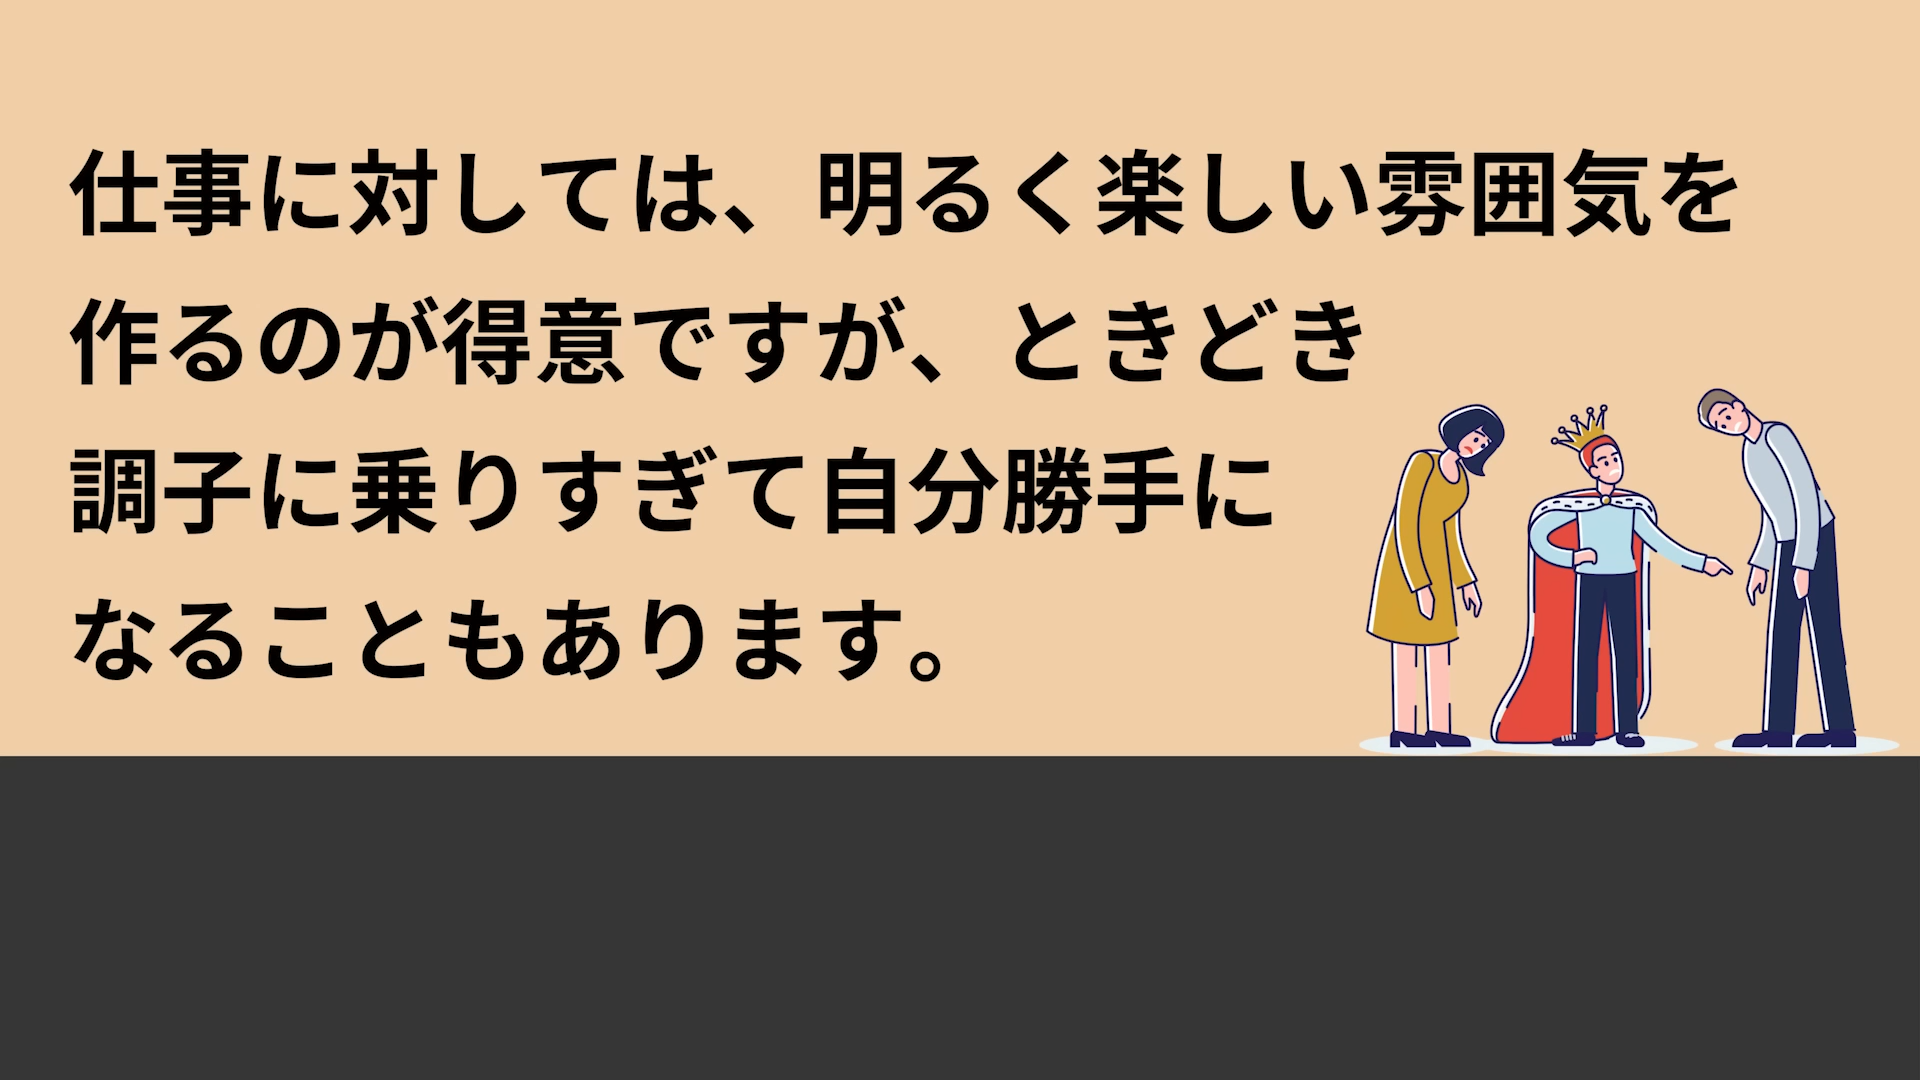 仕事に対しては、明るく楽しい雰囲気を
作るのが得意ですが、ときどき
調子に乗りすぎて自分勝手に
なることもあります。